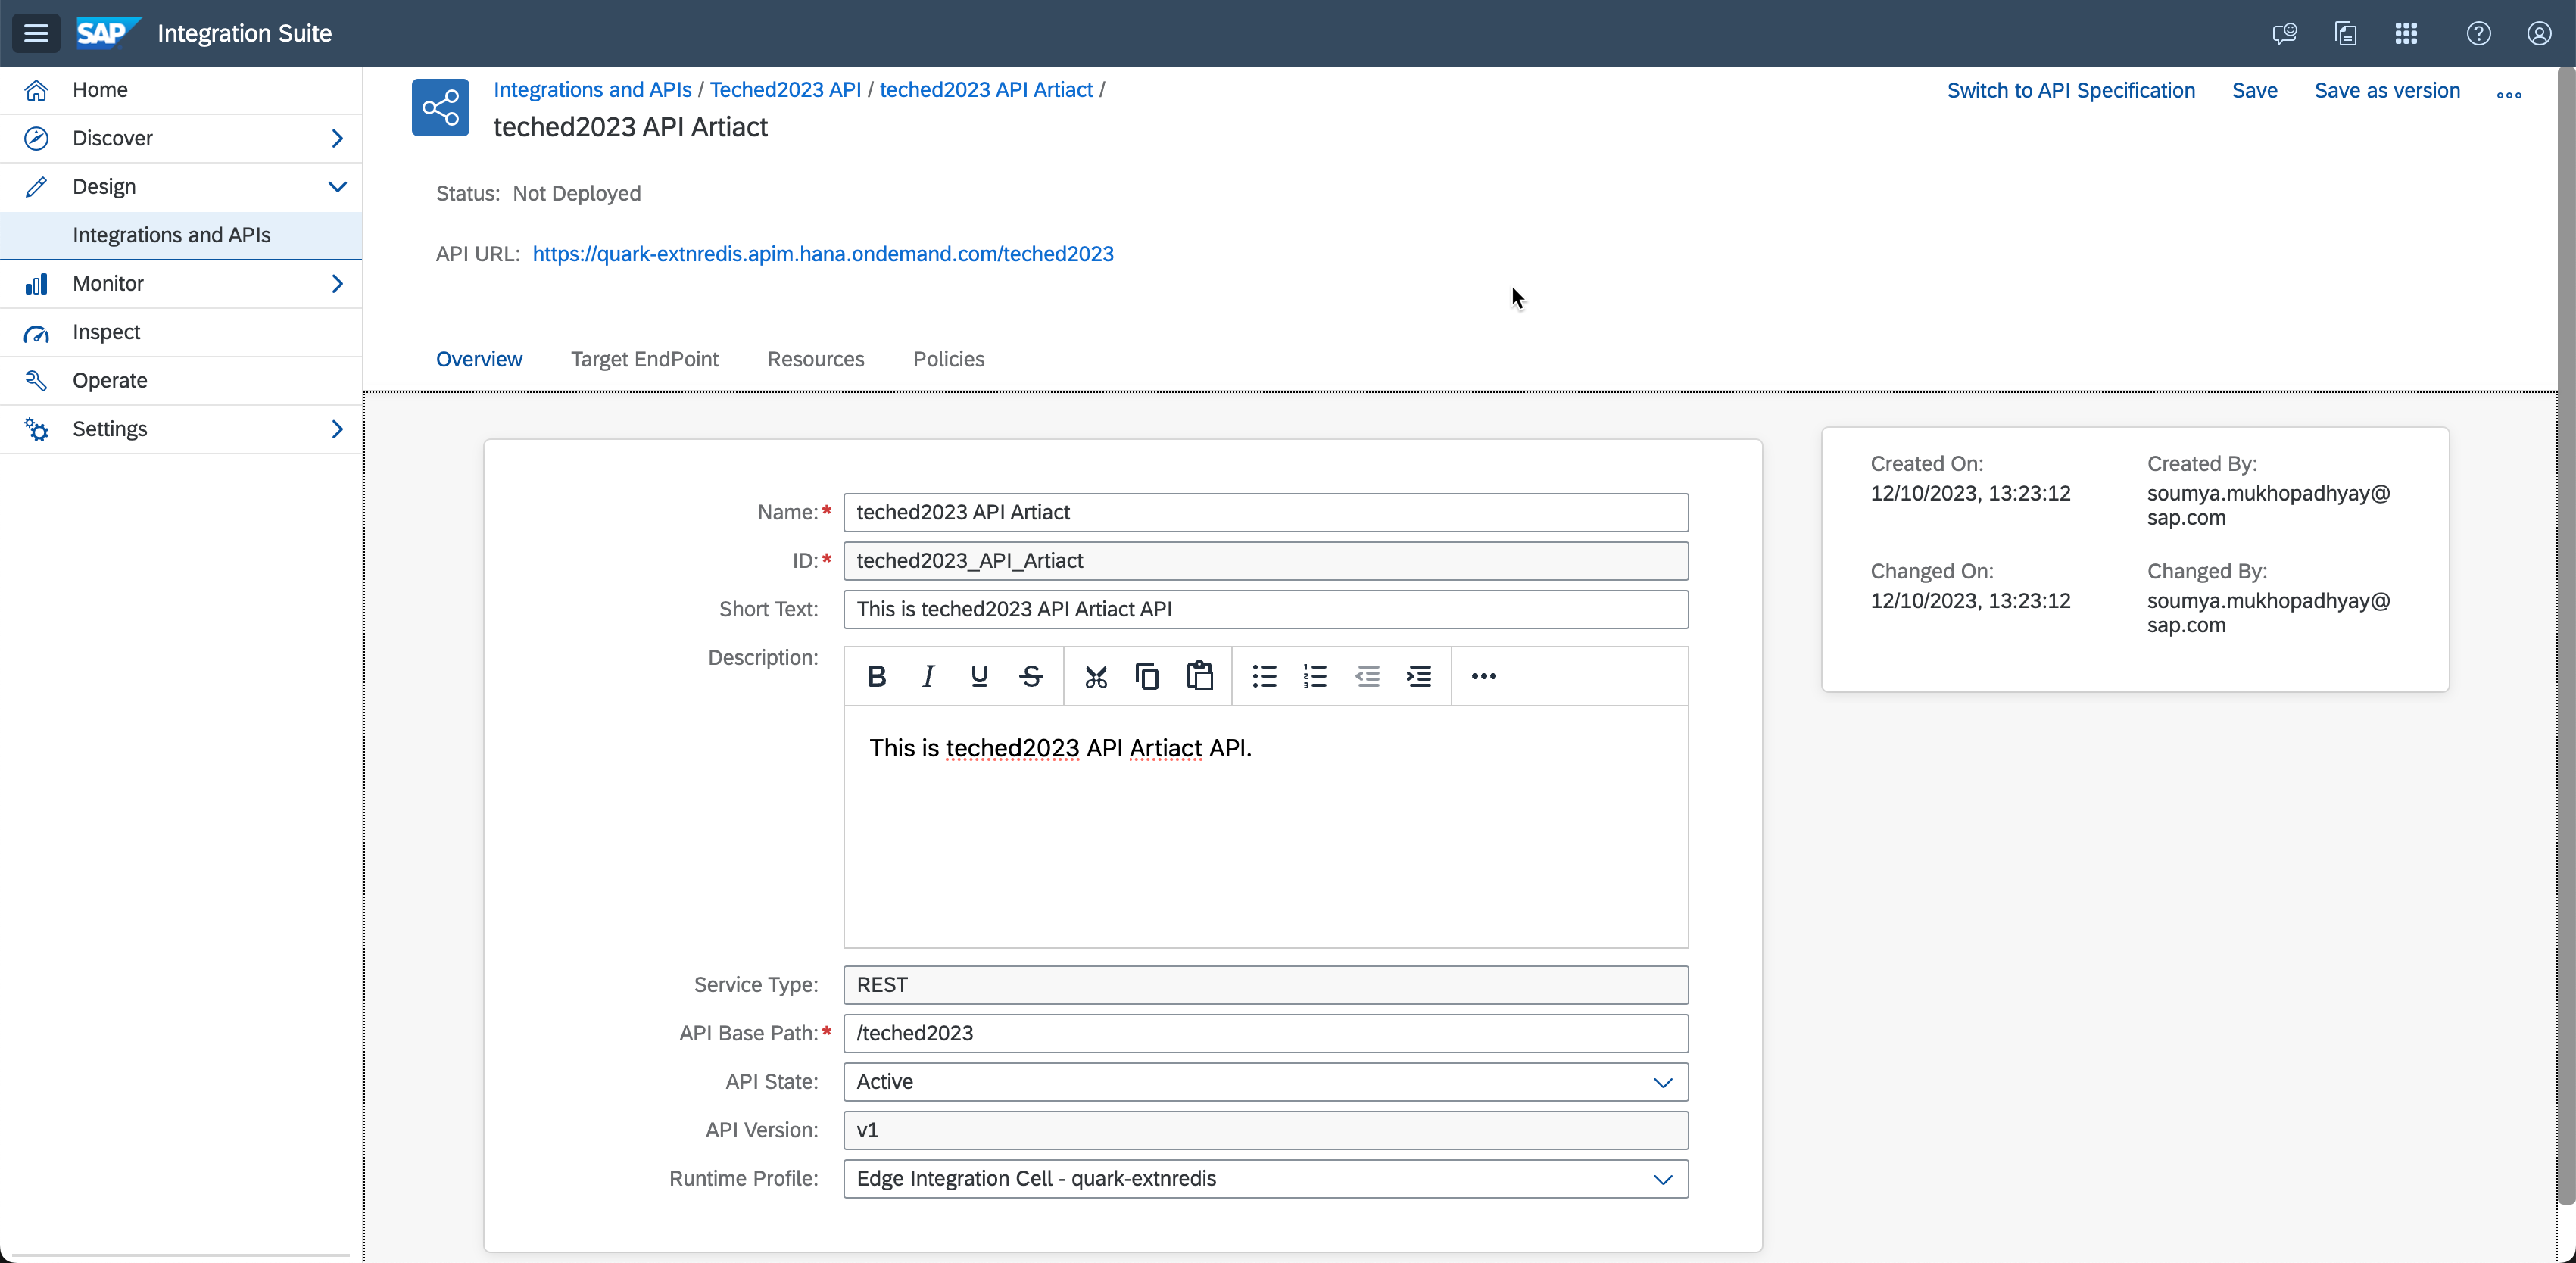 SAP Integration Suite
Home
Discover
Design
Integrations and APIs
Monitor
Inspect
Operate
Settings
Integrations and APIs / Teched2023 API / teched2023 API Artiact /
teched2023 API Artiact
Switch to API Specification Save Save as version
Status: Not Deployed
API URL: https://quark-extnredis.apim.hana.ondemand.com/teched2023
Overview Target EndPoint Resources Policies
Name:* teched2023 API Artiact
ID:* teched2023_API_Artiact
Short Text: This is teched2023 API Artiact API
Description:
B I U S
This is teched2023 API Artiact API.
Service Type: REST
API Base Path:* /teched2023
API State: Active
API Version: v1
Runtime Profile: Edge Integration Cell - quark-extnredis
Created On:
12/10/2023, 13:23:12
Created By:
soumya.mukhopadhyay@
sap.com
Changed On:
12/10/2023, 13:23:12
Changed By:
soumya.mukhopadhyay@
sap.com